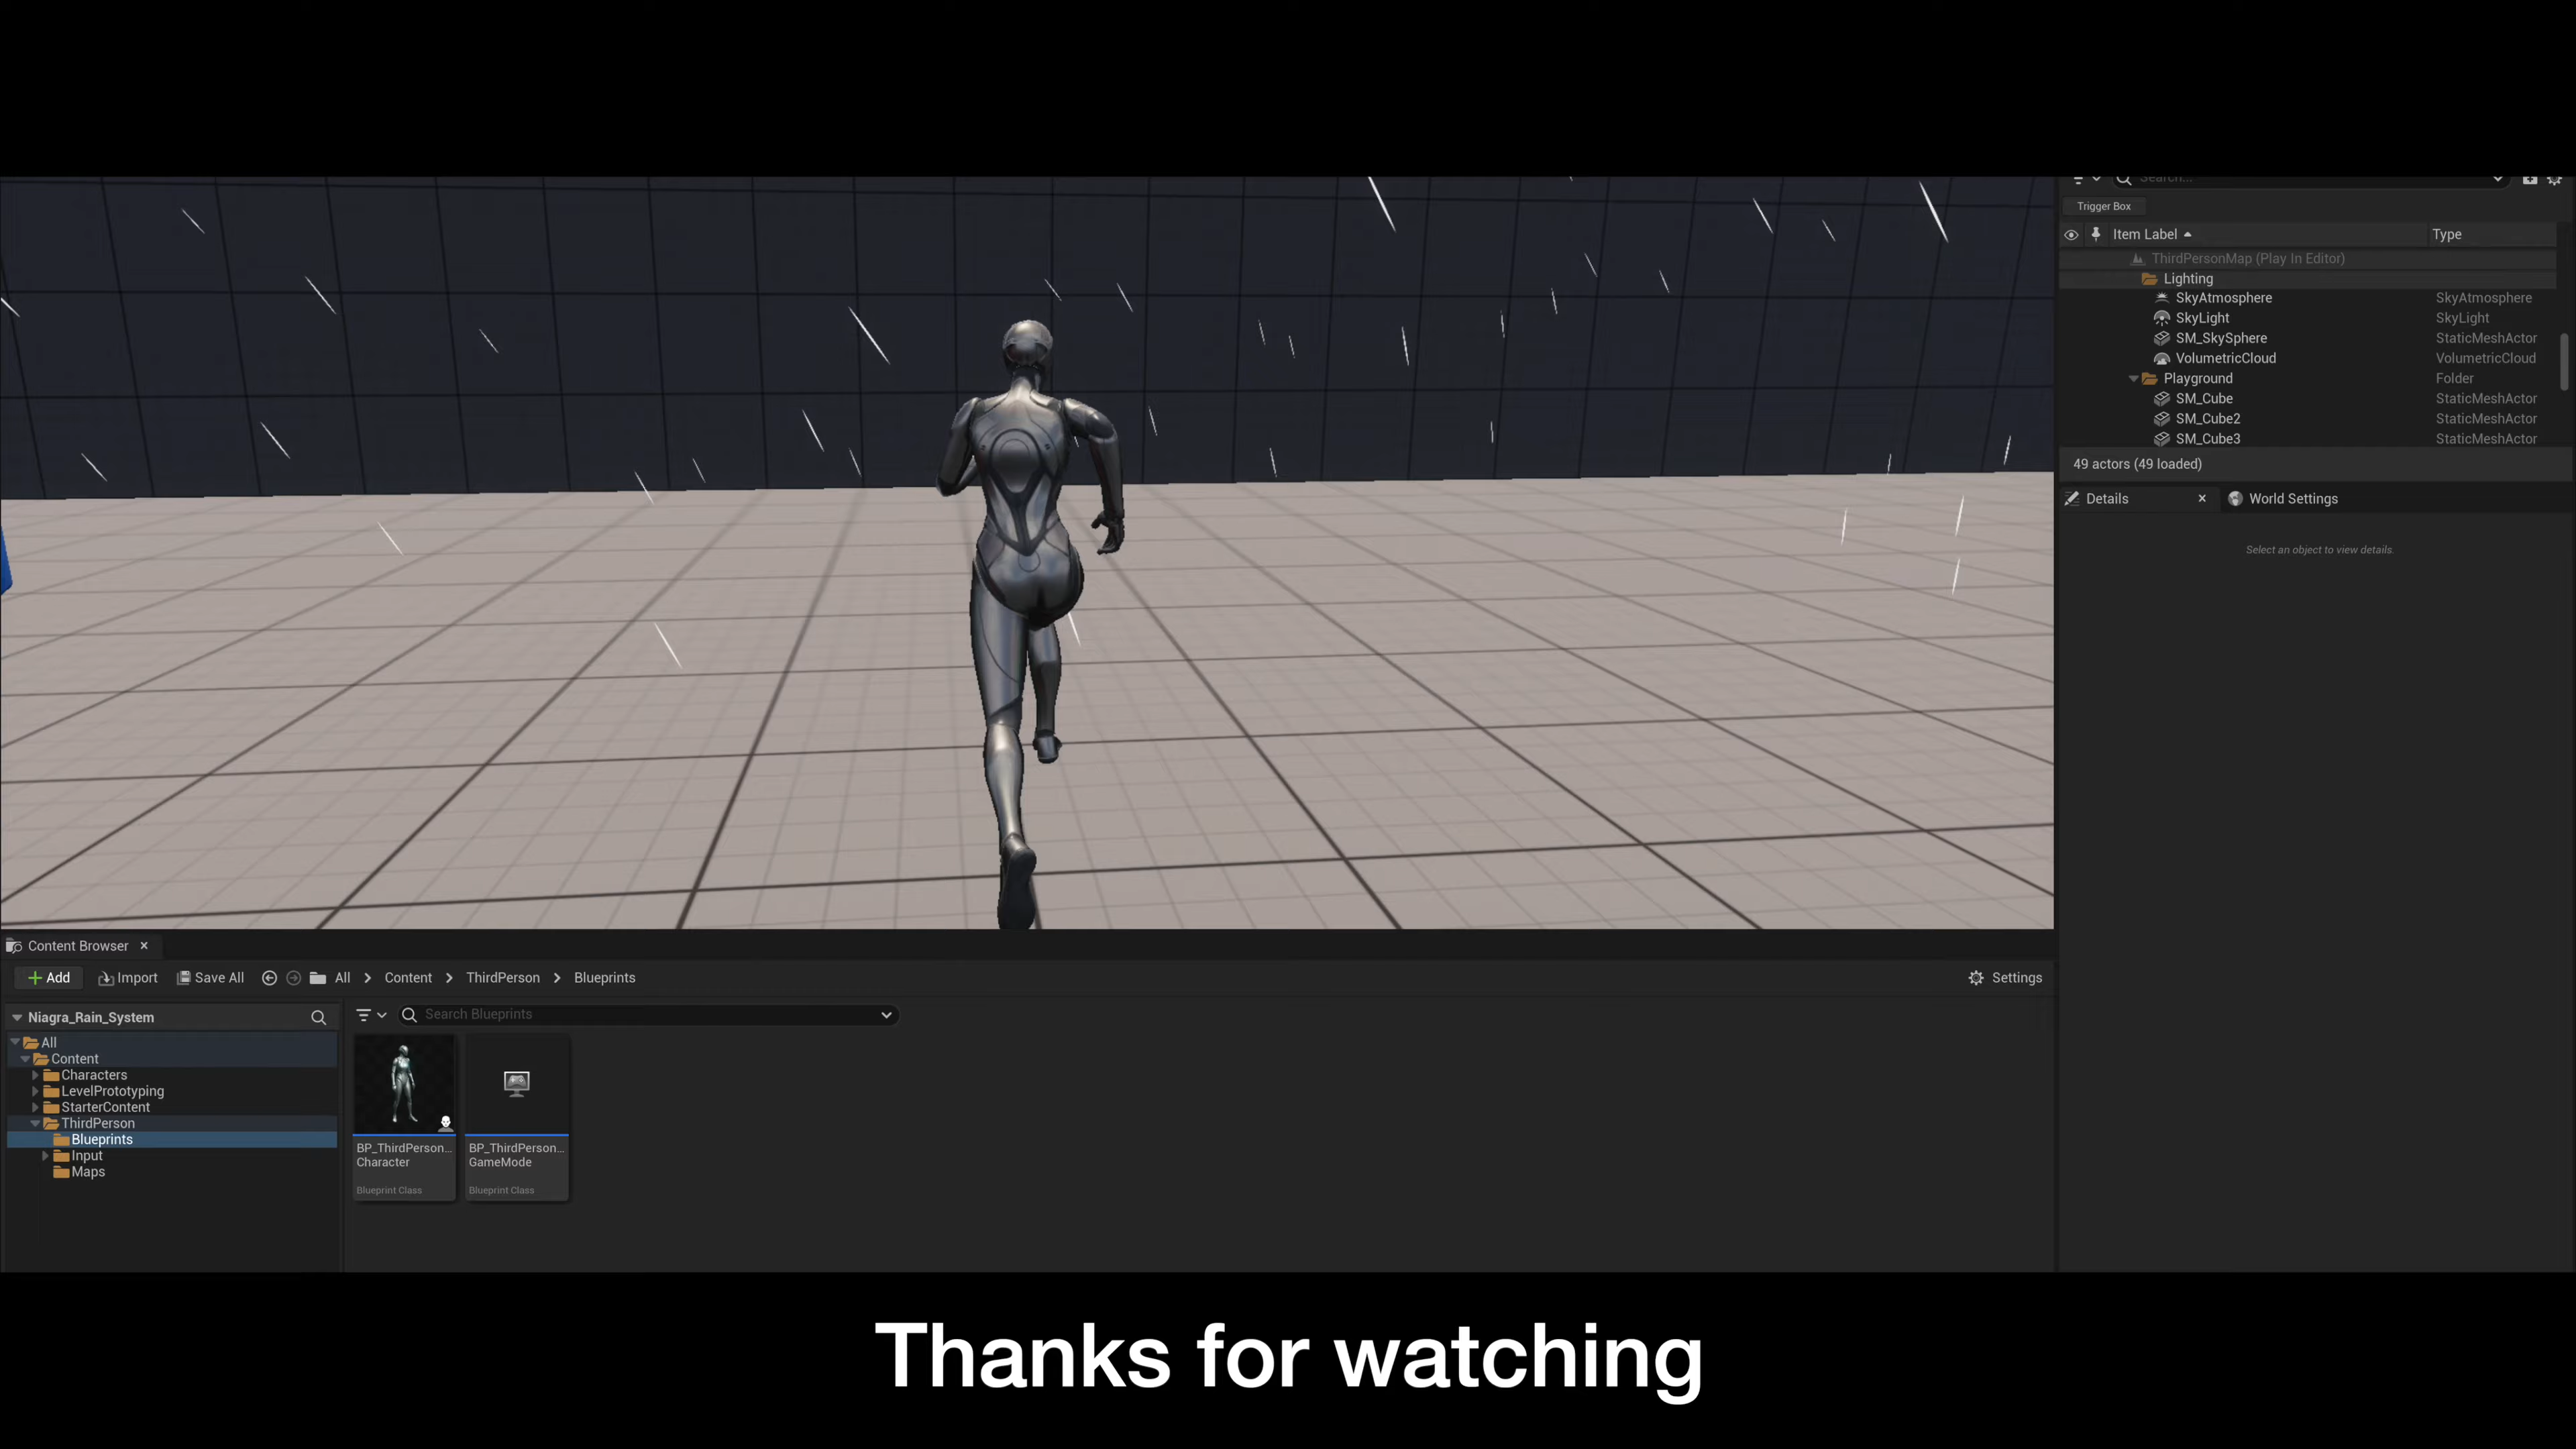 Search...
Trigger Box
Item Label Type
ThirdPersonMap (Play In Editor)
Lighting
SkyAtmosphere SkyAtmosphere
SkyLight SkyLight
SM_SkySphere StaticMeshActor
VolumetricCloud VolumetricCloud
Playground Folder
SM_Cube StaticMeshActor
SM_Cube2 StaticMeshActor
SM_Cube3 StaticMeshActor
49 actors (49 loaded)
Details World Settings
Select an object to view details.
Content Browser
Add Import Save All All Content ThirdPerson Blueprints Settings
Niagra_Rain_System
Search Blueprints
All
Content
Characters
LevelPrototyping
StarterContent
ThirdPerson
Blueprints
Input
Maps
BP_ThirdPerson...
Character
Blueprint Class
BP_ThirdPerson...
GameMode
Blueprint Class
Thanks for watching